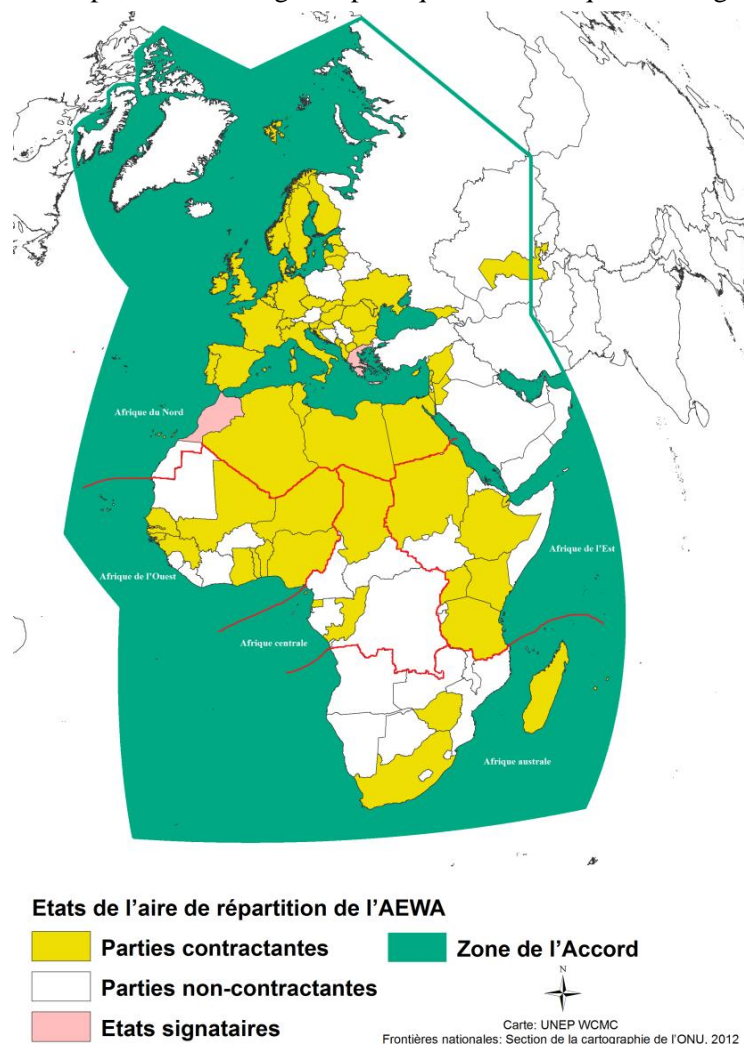 Afrique du Nord
Afrique de l'Ouest
Afrique de l'Est
Afrique centrale
Afrique australe
Etats de l'aire de répartition de l'AEWA
Parties contractantes
Zone de l'Accord
Parties non-contractantes
N
Etats signataires
Carte: UNEP WCMC
Frontières nationales: Section de la cartographie de l'ONU, 2012